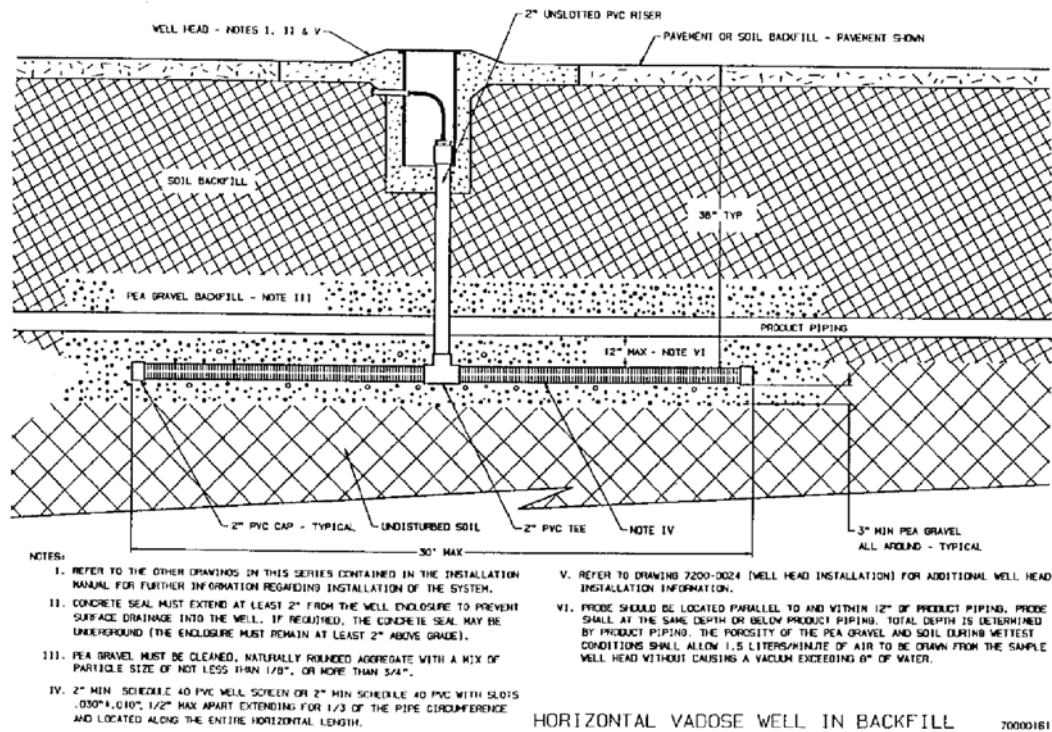 2" UNSLOTTED PVC RISER
WELL HEAD - NOTES I, II & V
PAVEMENT OR SOIL BACKFILL - PAVEMENT SHOWN
SOIL BACKFILL
36" TYP
PEA GRAVEL BACKFILL - NOTE III
PRODUCT PIPING
12" MAX - NOTE VI
2" PVC CAP - TYPICAL
UNDISTURBED SOIL
2" PVC TEE
NOTE IV
3" MIN PEA GRAVEL
ALL AROUND - TYPICAL
30' MAX
NOTES:
I. REFER TO THE OTHER DRAWINGS IN THIS SERIES CONTAINED IN THE INSTALLATION
MANUAL FOR FURTHER INFORMATION REGARDING INSTALLATION OF THE SYSTEM.
II. CONCRETE SEAL MUST EXTEND AT LEAST 2" FROM THE WELL ENCLOSURE TO PREVENT
SURFACE DRAINAGE INTO THE WELL. IF REQUIRED, THE CONCRETE SEAL MAY BE
UNDERGROUND (THE ENCLOSURE MUST REMAIN AT LEAST 2" ABOVE GRADE).
III. PEA GRAVEL MUST BE CLEANED, NATURALLY ROUNDED AGGREGATE WITH A MIX OF
PARTICLE SIZE OF NOT LESS THAN 1/8", OR MORE THAN 3/4".
IV. 2" MIN SCHEDULE 40 PVC WELL SCREEN OR 2" MIN SCHEDULE 40 PVC WITH SLOTS
.030"±.010", 1/2" MAX APART EXTENDING FOR 1/3 OF THE PIPE CIRCUMFERENCE
AND LOCATED ALONG THE ENTIRE HORIZONTAL LENGTH.
V. REFER TO DRAWING 7200-0024 (WELL HEAD INSTALLATION) FOR ADDITIONAL WELL HEAD
INSTALLATION INFORMATION.
VI. PROBE SHOULD BE LOCATED PARALLEL TO AND WITHIN 12" OF PRODUCT PIPING. PROBE
SHALL AT THE SAME DEPTH OR BELOW PRODUCT PIPING. TOTAL DEPTH IS DETERMINED
BY PRODUCT PIPING. THE POROSITY OF THE PEA GRAVEL AND SOIL DURING WETTEST
CONDITIONS SHALL ALLOW 1.5 LITERS/MINUTE OF AIR TO BE DRAWN FROM THE SAMPLE
WELL HEAD WITHOUT CAUSING A VACUUM EXCEEDING 8" OF WATER.
HORIZONTAL VADOSE WELL IN BACKFILL
70000161